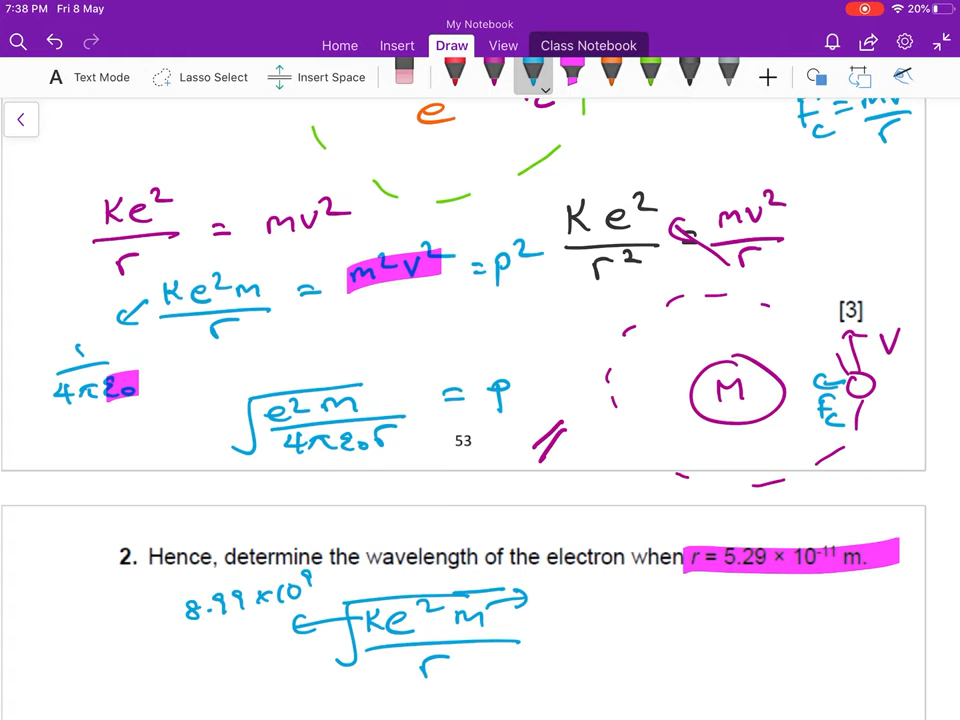 7:38 PM Fri 8 May 20%
My Notebook
Home Insert Draw View Class Notebook
A Text Mode Lasso Select Insert Space
e
Fc = mv / r
Ke² / r = mv²
Ke² / r² = mv² / r
Ke²m / r = m²v² = p²
[3]
1 / 4πε₀
M
V
Fc
√(e²m / 4πε₀r) = p
53
2. Hence, determine the wavelength of the electron when r = 5.29 × 10⁻¹¹ m.
8.99 × 10⁹
√(Ke²m / r)